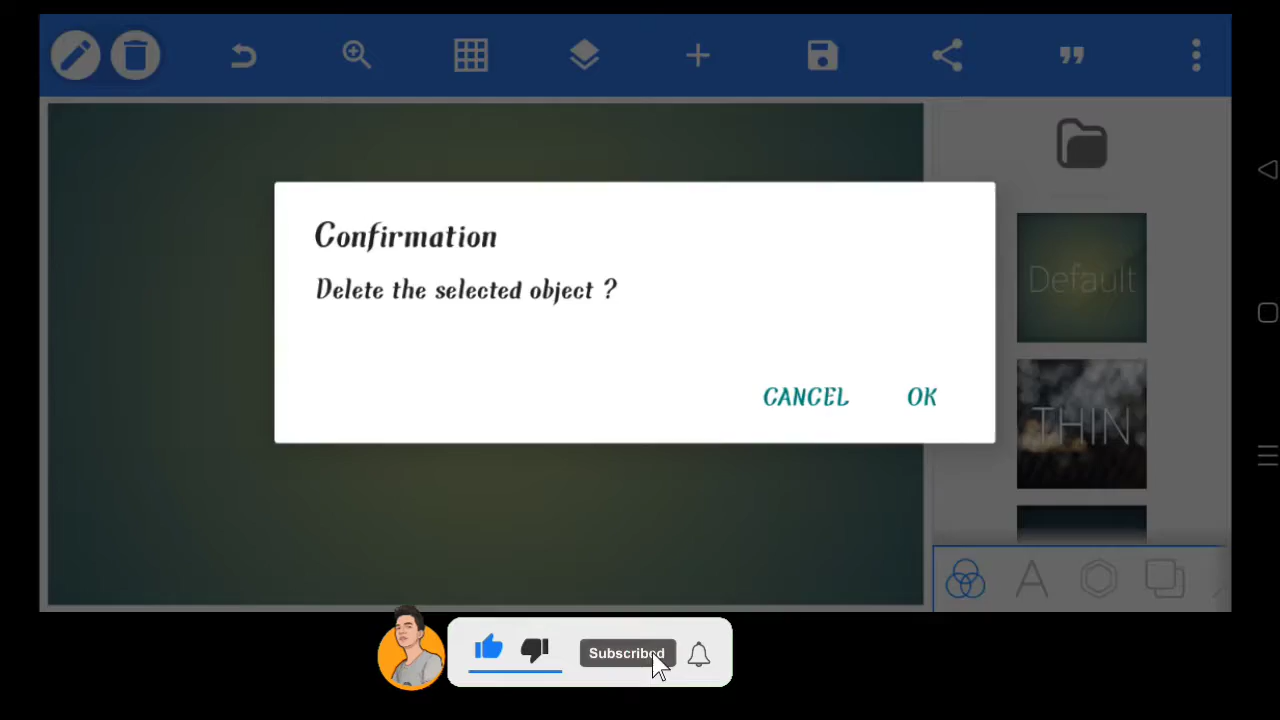 Confirmation
Delete the selected object ?
CANCEL OK
Default
THIN
Subscribed